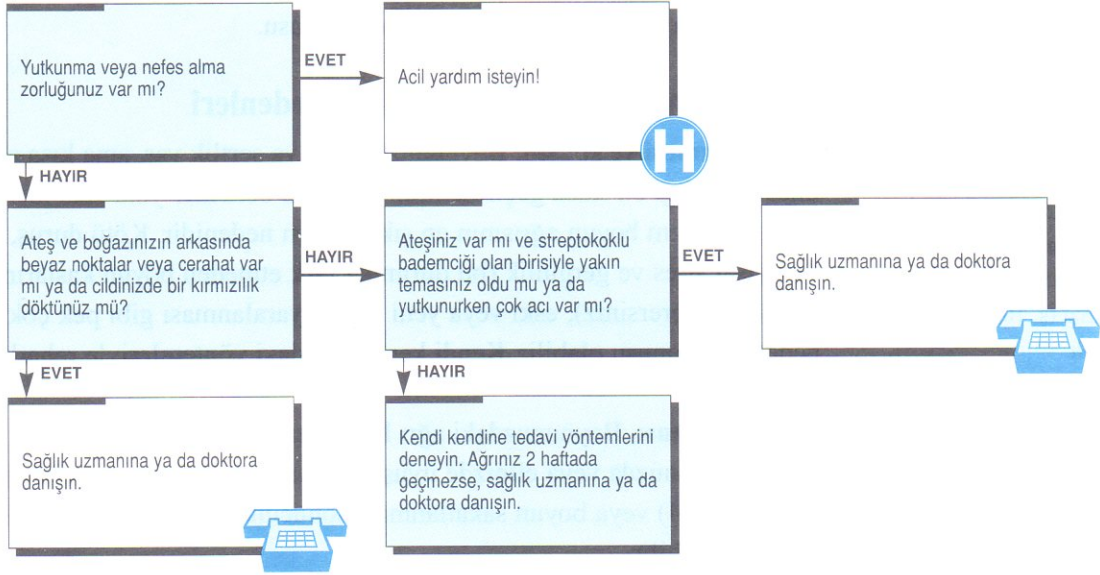 Yutkunma veya nefes alma
zorluğunuz var mı?
EVET
Acil yardım isteyin!
H
HAYIR
Ateş ve boğazınızın arkasında
beyaz noktalar veya cerahat var
mı ya da cildinizde bir kırmızılık
döktünüz mü?
HAYIR
Ateşiniz var mı ve streptokoklu
bademciği olan birisiyle yakın
temasınız oldu mu ya da
yutkunurken çok acı var mı?
EVET
Sağlık uzmanına ya da doktora
danışın.
EVET
Sağlık uzmanına ya da doktora
danışın.
HAYIR
Kendi kendine tedavi yöntemlerini
deneyin. Ağrınız 2 haftada
geçmezse, sağlık uzmanına ya da
doktora danışın.